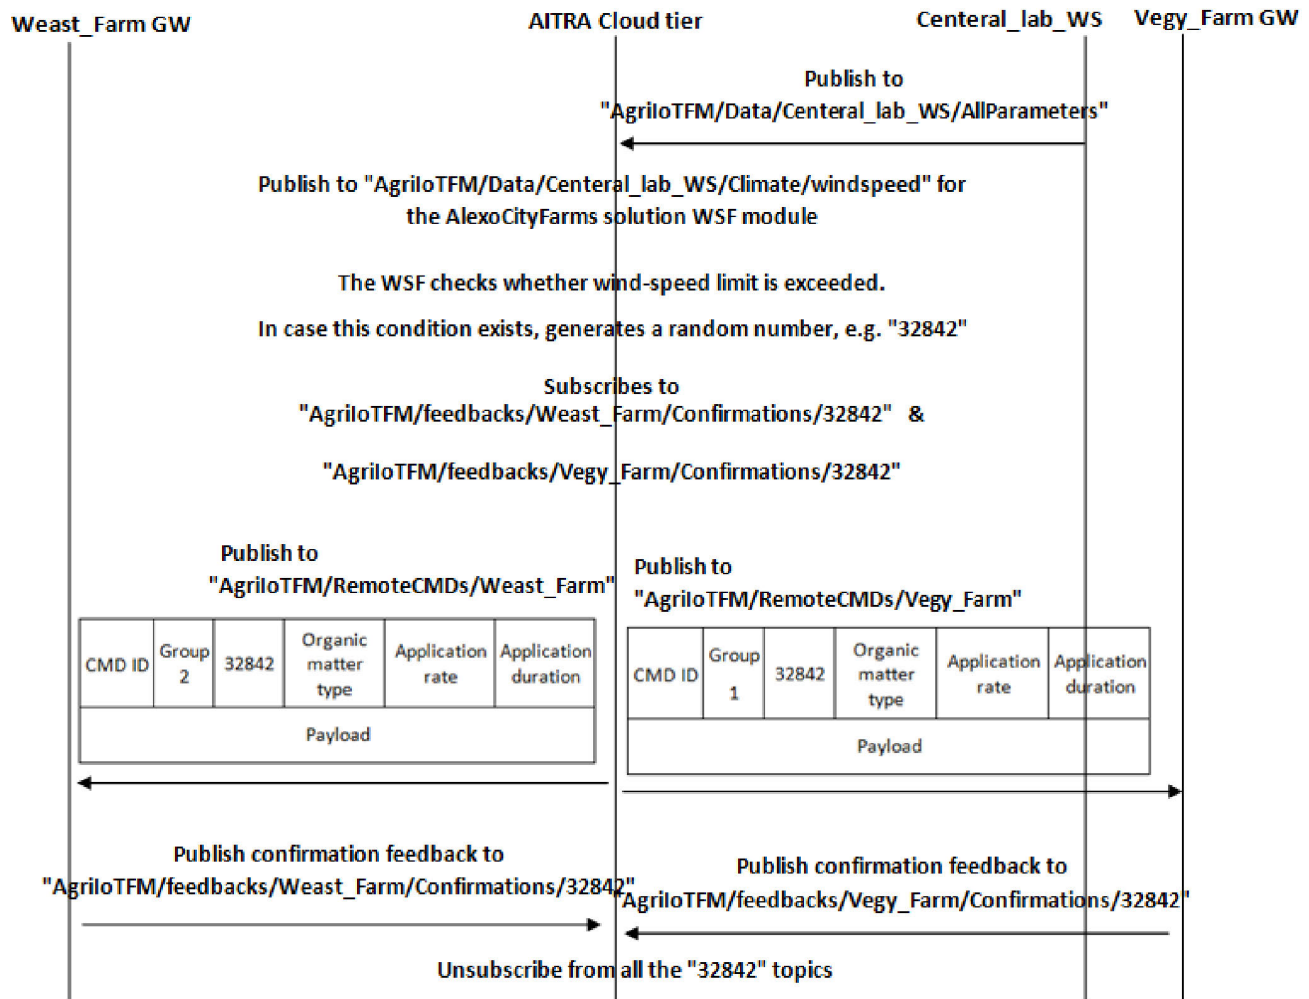 Weast_Farm GW
AITRA Cloud tier
Centeral_lab_WS
Vegy_Farm GW
Publish to
"AgriIoTFM/Data/Centeral_lab_WS/AllParameters"
Publish to "AgriIoTFM/Data/Centeral_lab_WS/Climate/windspeed" for
the AlexoCityFarms solution WSF module
The WSF checks whether wind-speed limit is exceeded.
In case this condition exists, generates a random number, e.g. "32842"
Subscribes to
"AgriIoTFM/feedbacks/Weast_Farm/Confirmations/32842" &
"AgriIoTFM/feedbacks/Vegy_Farm/Confirmations/32842"
Publish to
"AgriIoTFM/RemoteCMDs/Weast_Farm"
CMD ID
Group
2
32842
Organic
matter
type
Application
rate
Application
duration
Payload
Publish to
"AgriIoTFM/RemoteCMDs/Vegy_Farm"
CMD ID
Group
1
32842
Organic
matter
type
Application
rate
Application
duration
Payload
Publish confirmation feedback to
"AgriIoTFM/feedbacks/Weast_Farm/Confirmations/32842"
Publish confirmation feedback to
"AgriIoTFM/feedbacks/Vegy_Farm/Confirmations/32842"
Unsubscribe from all the "32842" topics